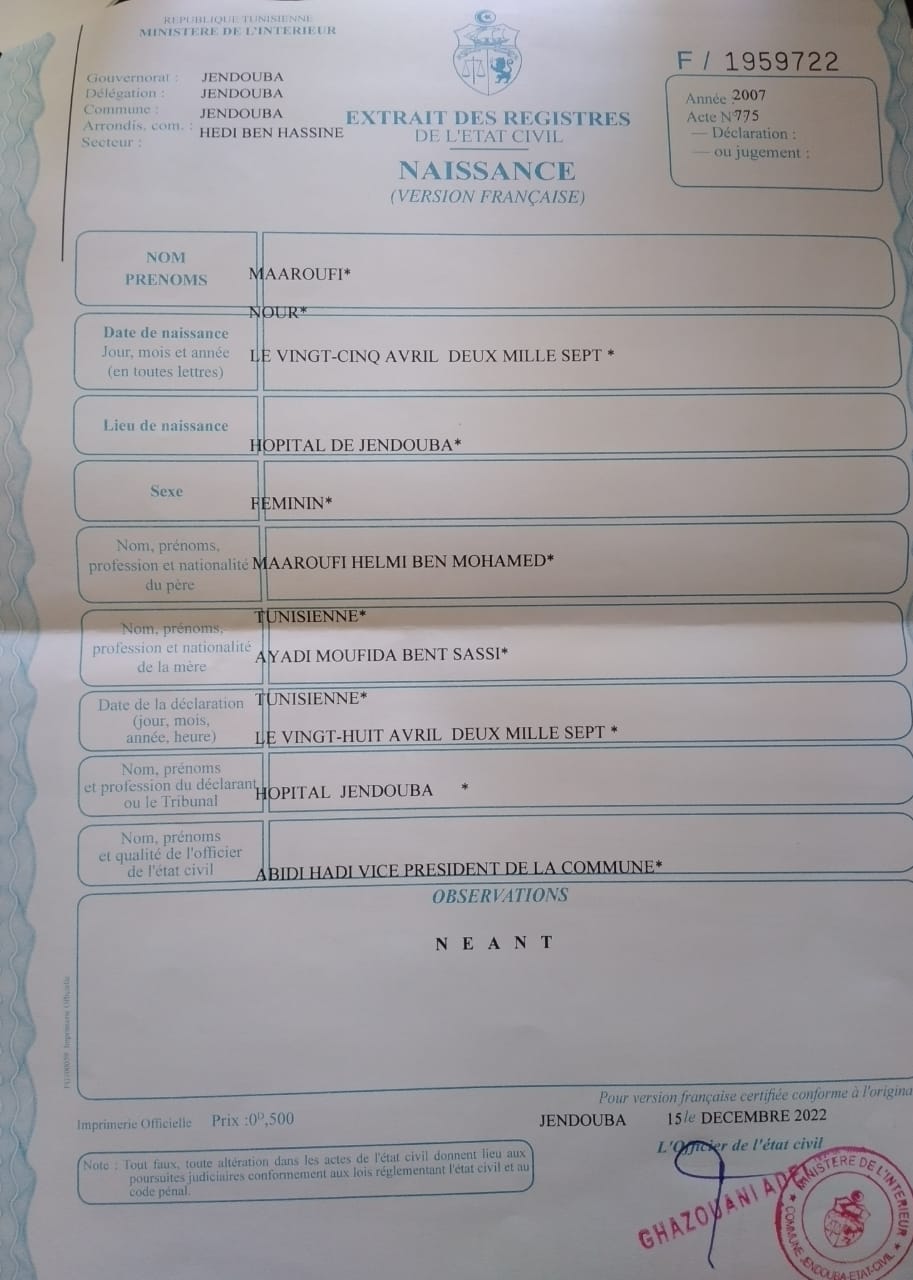 REPUBLIQUE TUNISIENNE
MINISTERE DE L'INTERIEUR
Gouvernorat : JENDOUBA
Délégation : JENDOUBA
Commune : JENDOUBA
Arrondis, com. : HEDI BEN HASSINE
Secteur :
EXTRAIT DES REGISTRES
DE L'ETAT CIVIL
NAISSANCE
(VERSION FRANÇAISE)
F / 1959722
Année : 2007
Acte N° 775
— Déclaration :
— ou jugement :
NOM
PRENOMS
MAAROUFI*
NOUR*
Date de naissance
Jour, mois et année
(en toutes lettres)
LE VINGT-CINQ AVRIL DEUX MILLE SEPT *
Lieu de naissance
HOPITAL DE JENDOUBA*
Sexe
FEMININ*
Nom, prénoms,
profession et nationalité
du père
MAAROUFI HELMI BEN MOHAMED*
TUNISIENNE*
Nom, prénoms,
profession et nationalité
de la mère
AYADI MOUFIDA BENT SASSI*
TUNISIENNE*
Date de la déclaration
(jour, mois,
année, heure)
LE VINGT-HUIT AVRIL DEUX MILLE SEPT *
Nom, prénoms
et profession du déclarant
ou le Tribunal
HOPITAL JENDOUBA *
Nom, prénoms
et qualité de l'officier
de l'état civil
ABIDI HADI VICE PRESIDENT DE LA COMMUNE*
OBSERVATIONS
N E A N T
Imprimerie Officielle
Pour version française certifiée conforme à l'origina
Imprimerie Officielle Prix :0ᴰ,500
JENDOUBA 15 le DECEMBRE 2022
L'Officier de l'état civil
Note : Tout faux, toute altération dans les actes de l'état civil donnent lieu aux
poursuites judiciaires conformement aux lois réglementant l'état civil et au
code pénal.
GHAZOUANI ADEL
MINISTERE DE L'INTERIEUR
COMMUNE JENDOUBA-ETAT-CIVIL